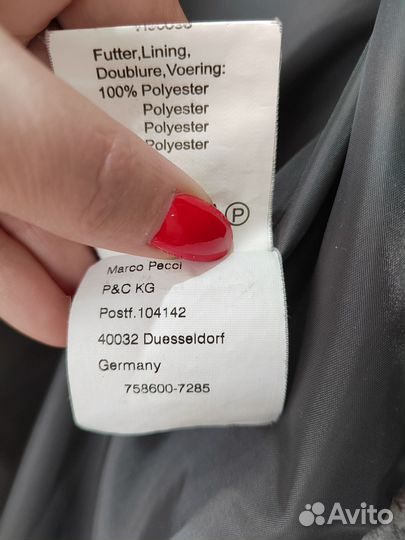 Futter,Lining,
Doublure,Voering:
100% Polyester
Polyester
Polyester
Polyester
P
Marco Pecci
P&C KG
Postf.104142
40032 Duesseldorf
Germany
758600-7285
Avito